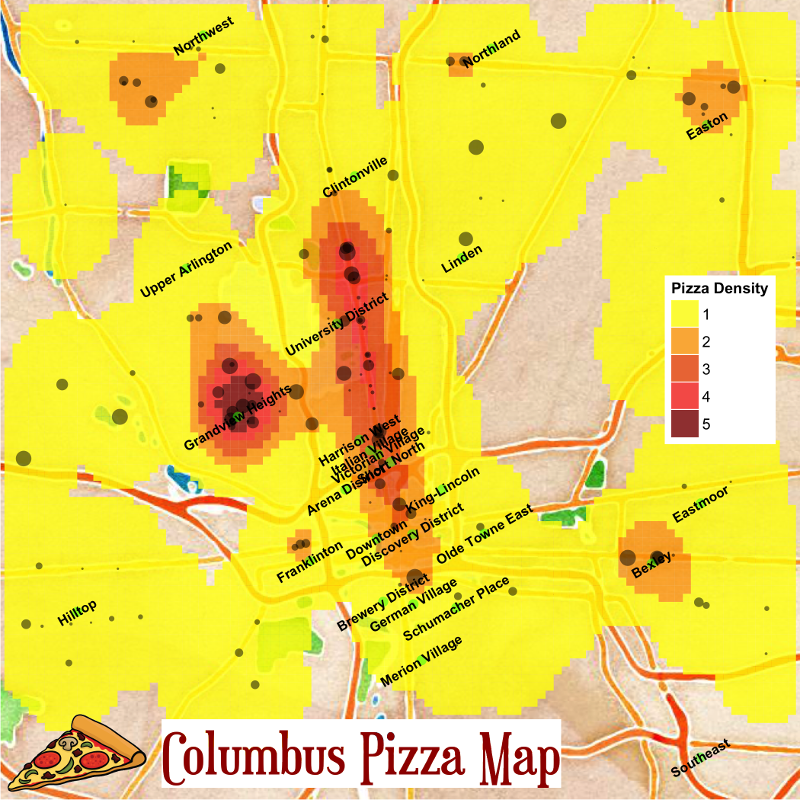 Northwest
Northland
Easton
Clintonville
Upper Arlington
Linden
Pizza Density
1
2
3
4
5
University District
Grandview Heights
Harrison West
Italian Village
Victorian Village
Short North
Arena District
King-Lincoln
Downtown
Discovery District
Olde Towne East
Eastmoor
Franklinton
Bexley
Brewery District
German Village
Schumacher Place
Hilltop
Merion Village
Southeast
Columbus Pizza Map